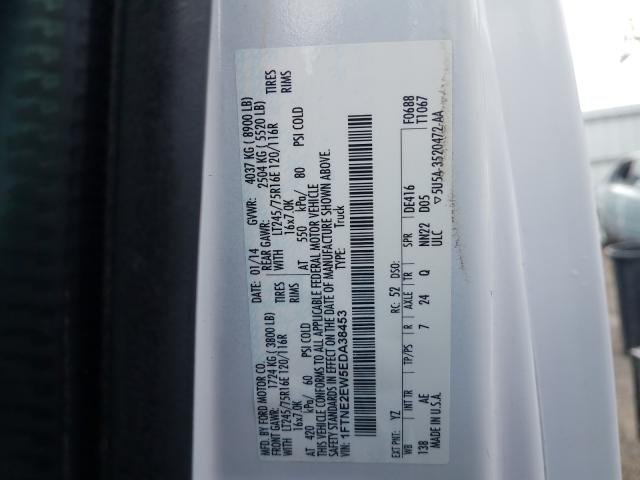 MFD. BY FORD MOTOR CO.
DATE: 01/14 GVWR: 4037 KG ( 8900 LB)
FRONT GAWR: 1724 KG ( 3800 LB) REAR GAWR: 2504 KG ( 5520 LB)
WITH LT245/75R16E 120/116R TIRES WITH LT245/75R16E 120/116R TIRES
16x7.0K RIMS 16x7.0K RIMS
AT 420 kPa/ 60 PSI COLD AT 550 kPa/ 80 PSI COLD
THIS VEHICLE CONFORMS TO ALL APPLICABLE FEDERAL MOTOR VEHICLE
SAFETY STANDARDS IN EFFECT ON THE DATE OF MANUFACTURE SHOWN ABOVE.
VIN: 1FTNE2EW5EDA38453 TYPE: Truck
EXT PNT: YZ RC: 52 DSO: DE416 F06BB
WB INT TR TP/PS R AXLE TR SPR NN22 T1067
138 AE 7 24 Q D05
MADE IN U.S.A. ULC ▽5U5A-3520472-AA